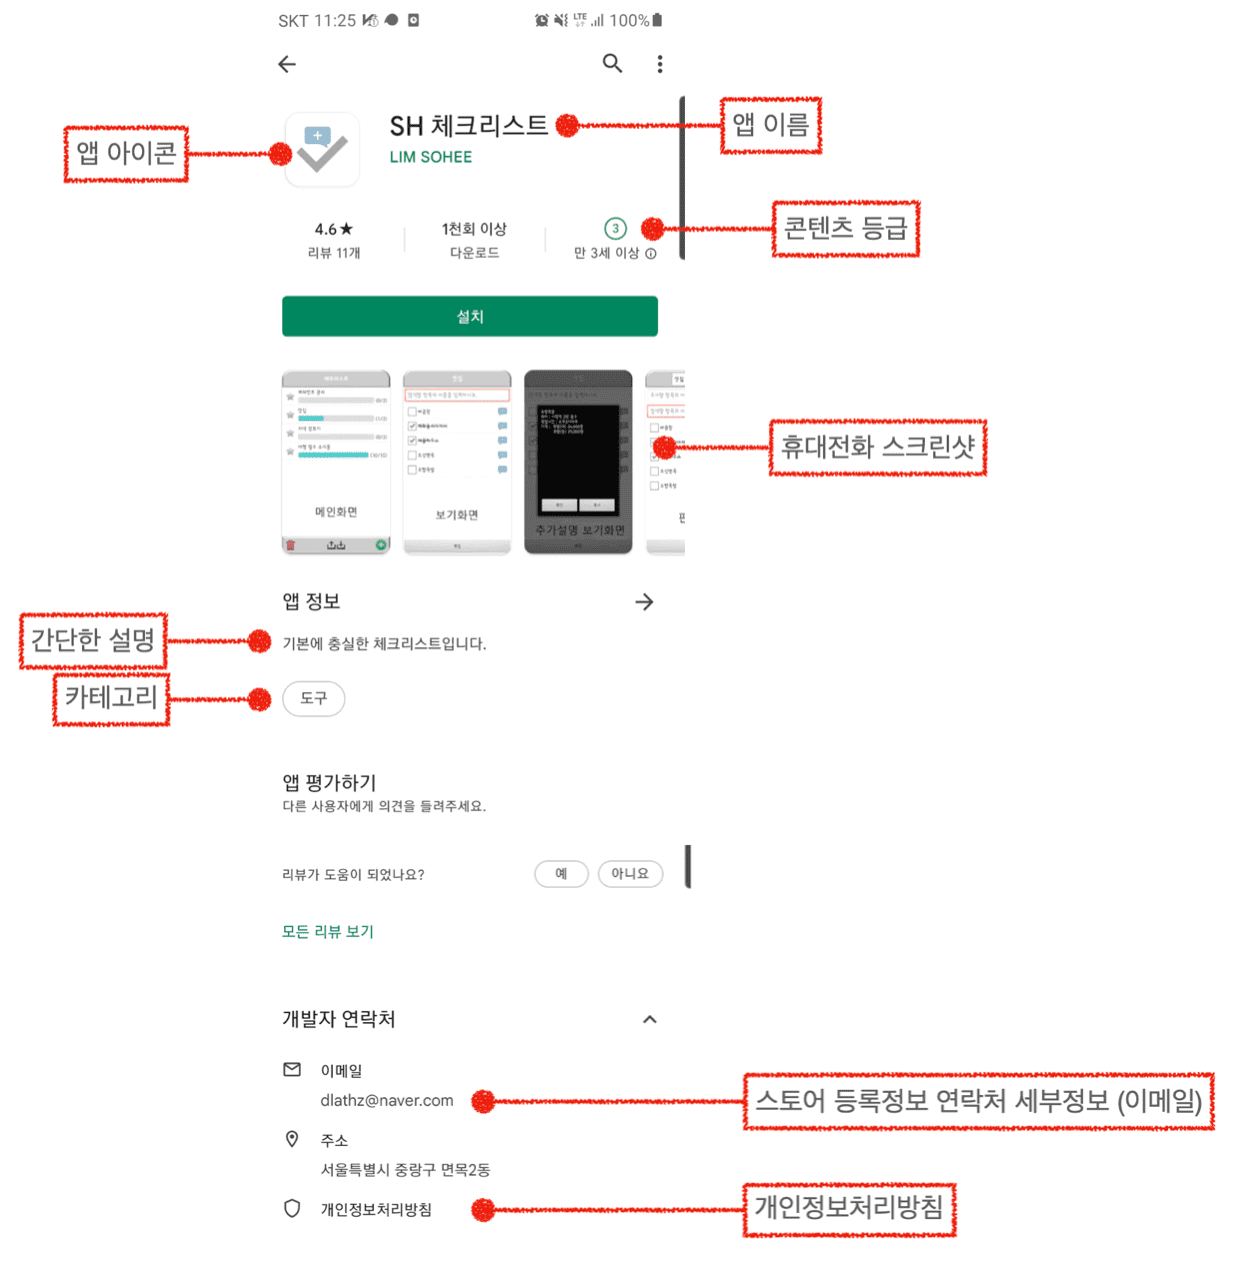 SKT 11:25
LTE
100%
앱 아이콘
SH 체크리스트
앱 이름
LIM SOHEE
4.6★
리뷰 11개
1천회 이상
다운로드
3
만 3세 이상
콘텐츠 등급
설치
메인화면
보기화면
추가설명 보기화면
휴대전화 스크린샷
앱 정보
간단한 설명
기본에 충실한 체크리스트입니다.
카테고리
도구
앱 평가하기
다른 사용자에게 의견을 들려주세요.
리뷰가 도움이 되었나요?
예
아니요
모든 리뷰 보기
개발자 연락처
이메일
dlathz@naver.com
스토어 등록정보 연락처 세부정보 (이메일)
주소
서울특별시 중랑구 면목2동
개인정보처리방침
개인정보처리방침